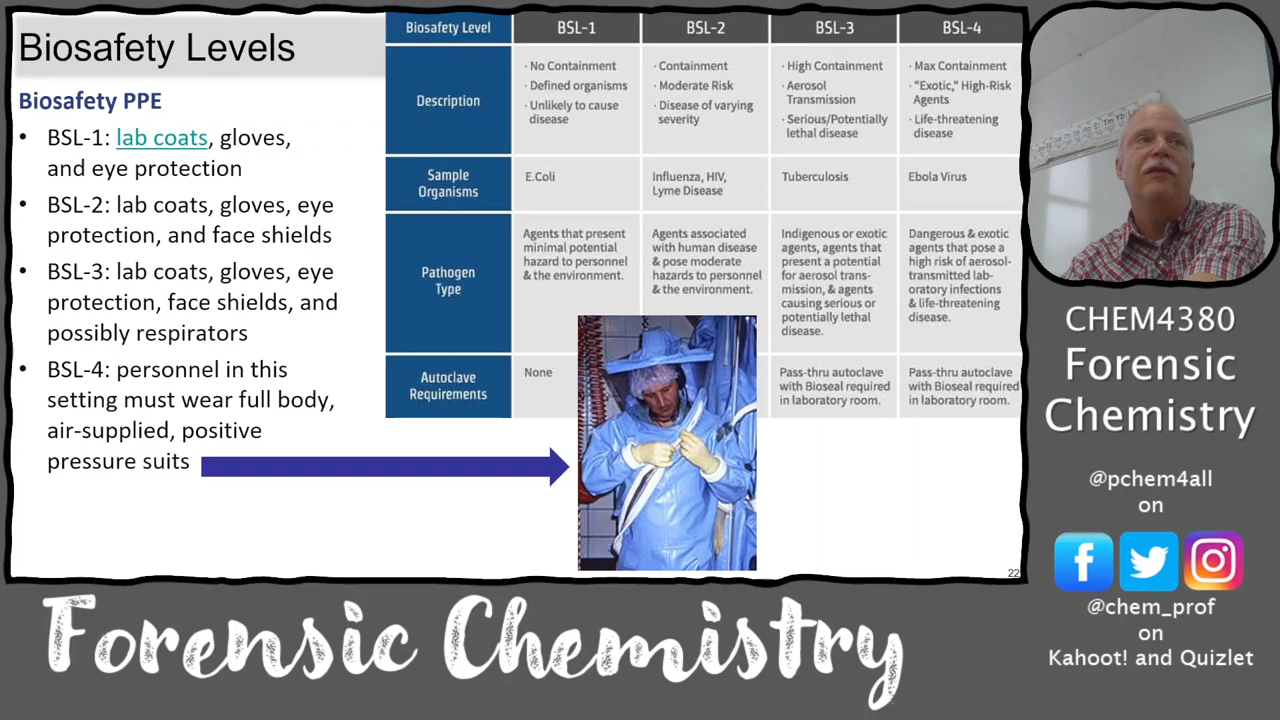 Biosafety Levels
Biosafety PPE
• BSL-1: lab coats, gloves,
and eye protection
• BSL-2: lab coats, gloves, eye
protection, and face shields
• BSL-3: lab coats, gloves, eye
protection, face shields, and
possibly respirators
• BSL-4: personnel in this
setting must wear full body,
air-supplied, positive
pressure suits
Biosafety Level BSL-1 BSL-2 BSL-3 BSL-4
Description
· No Containment
· Defined organisms
· Unlikely to cause
disease
· Containment
· Moderate Risk
· Disease of varying
severity
· High Containment
· Aerosol
Transmission
· Serious/Potentially
lethal disease
· Max Containment
· "Exotic," High-Risk
Agents
· Life-threatening
disease
Sample
Organisms
E.Coli
Influenza, HIV,
Lyme Disease
Tuberculosis
Ebola Virus
Pathogen
Type
Agents that present
minimal potential
hazard to personnel
& the environment.
Agents associated
with human disease
& pose moderate
hazards to personnel
& the environment.
Indigenous or exotic
agents, agents that
present a potential
for aerosol trans-
mission, & agents
causing serious or
potentially lethal
disease.
Dangerous & exotic
agents that pose a
high risk of aerosol-
transmitted lab-
oratory infections
& life-threatening
disease.
Autoclave
Requirements
None
Pass-thru autoclave
with Bioseal required
in laboratory room.
Pass-thru autoclave
with Bioseal required
in laboratory room.
22
Er Tm Yb
CHEM4380
Forensic
Chemistry
@pchem4all
on
@chem_prof
on
Kahoot! and Quizlet
Forensic Chemistry